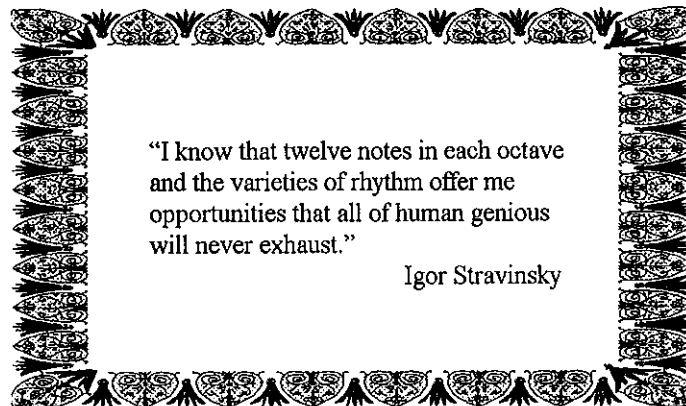 “I know that twelve notes in each octave
and the varieties of rhythm offer me
opportunities that all of human genious
will never exhaust.”
Igor Stravinsky